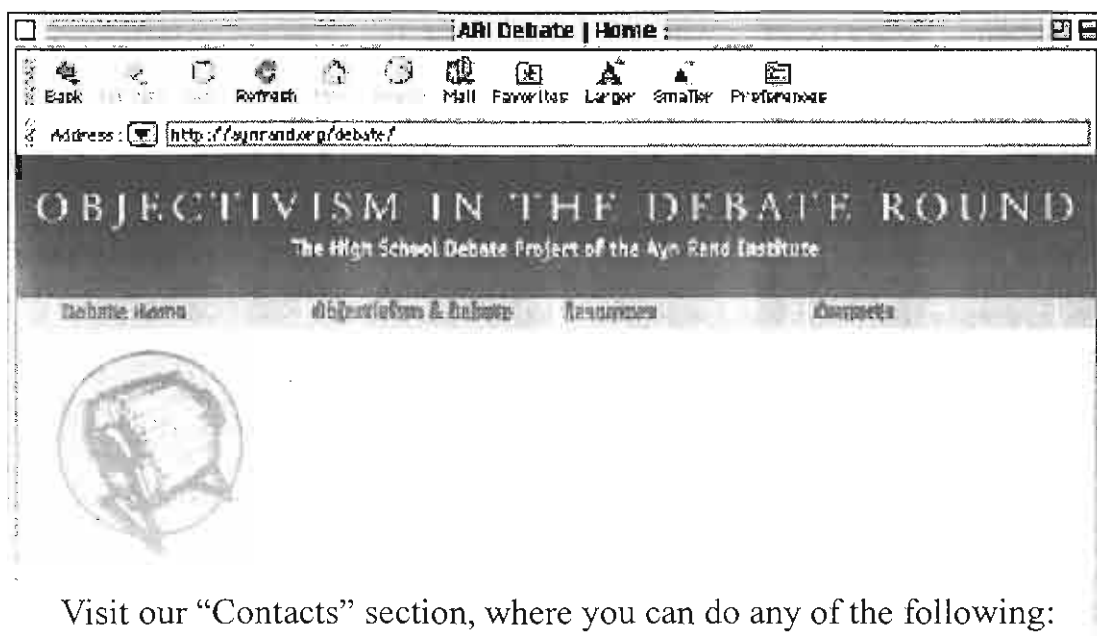 ARI Debate | Home
Back Refresh Mail Favorites Larger Smaller Preferences
Address: http://aynrand.org/debate/
OBJECTIVISM IN THE DEBATE ROUND
The High School Debate Project of the Ayn Rand Institute
Debate Home Objectivism & Debate Resources Contacts
Visit our “Contacts” section, where you can do any of the following: